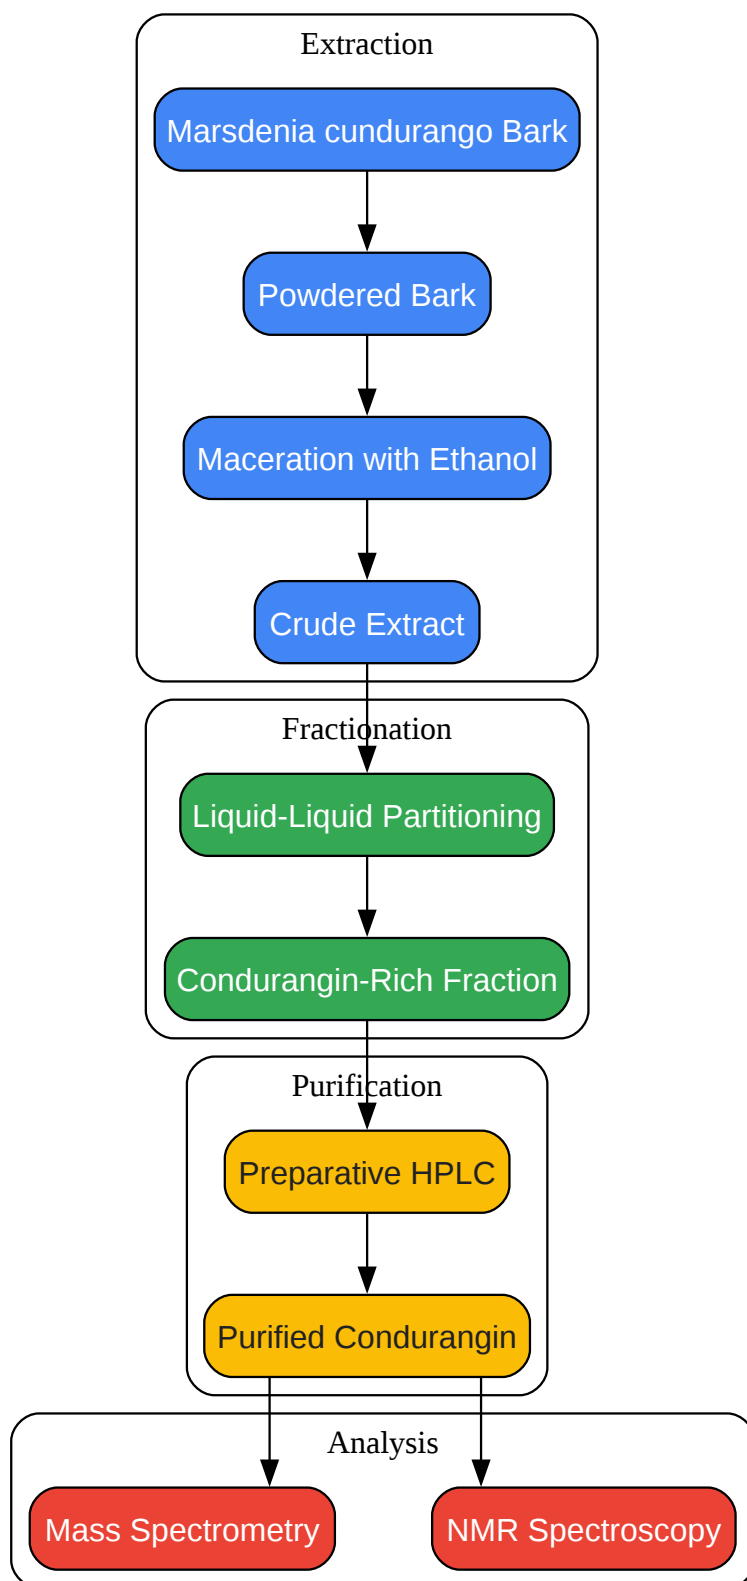 Extraction
Marsdenia cundurango Bark
Powdered Bark
Maceration with Ethanol
Crude Extract
Fractionation
Liquid-Liquid Partitioning
Condurangin-Rich Fraction
Purification
Preparative HPLC
Purified Condurangin
Analysis
Mass Spectrometry
NMR Spectroscopy